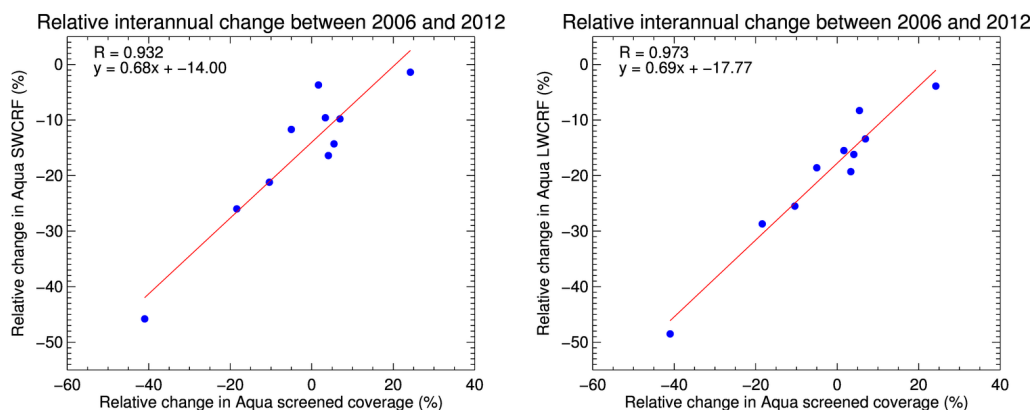 Relative interannual change between 2006 and 2012
R = 0.932
y = 0.68x + −14.00
Relative change in Aqua SWCRF (%)
0
−10
−20
−30
−40
−50
−60 −40 −20 0 20 40
Relative change in Aqua screened coverage (%)
Relative interannual change between 2006 and 2012
R = 0.973
y = 0.69x + −17.77
Relative change in Aqua LWCRF (%)
0
−10
−20
−30
−40
−50
−60 −40 −20 0 20 40
Relative change in Aqua screened coverage (%)